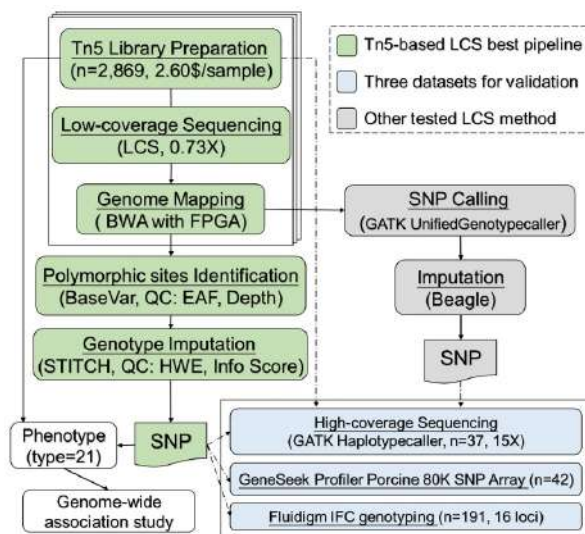 Tn5 Library Preparation
(n=2,869, 2.60$/sample)
Low-coverage Sequencing
(LCS, 0.73X)
Genome Mapping
( BWA with FPGA)
Polymorphic sites Identification
(BaseVar, QC: EAF, Depth)
Genotype Imputation
(STITCH, QC: HWE, Info Score)
Phenotype
(type=21)
SNP
Genome-wide
association study
Tn5-based LCS best pipeline
Three datasets for validation
Other tested LCS method
SNP Calling
(GATK UnifiedGenotypecaller)
Imputation
(Beagle)
SNP
High-coverage Sequencing
(GATK Haplotypecaller, n=37, 15X)
GeneSeek Profiler Porcine 80K SNP Array (n=42)
Fluidigm IFC genotyping (n=191, 16 loci)